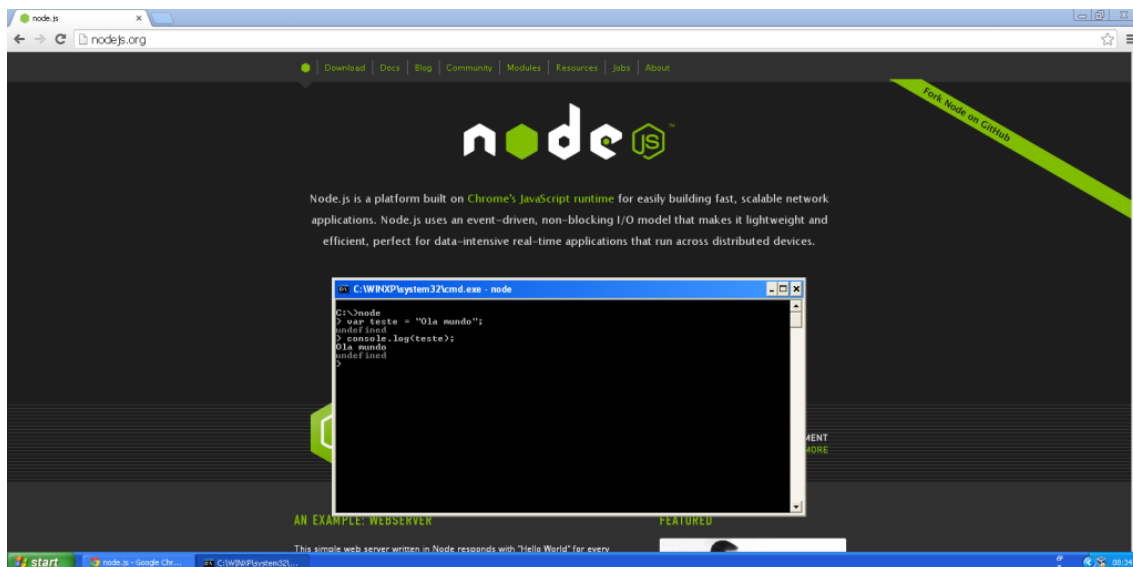 node.js
nodejs.org
Download Docs Blog Community Modules Resources Jobs About
Fork Node on GitHub
node JS ™
Node.js is a platform built on Chrome's JavaScript runtime for easily building fast, scalable network
applications. Node.js uses an event-driven, non-blocking I/O model that makes it lightweight and
efficient, perfect for data-intensive real-time applications that run across distributed devices.
C:\WINXP\system32\cmd.exe - node
C:\>node
> var teste = "Ola mundo";
undefined
> console.log(teste);
Ola mundo
undefined
>
MENT
MORE
AN EXAMPLE: WEBSERVER
FEATURED
This simple web server written in Node responds with "Hello World" for every
start
node.js - Google Chr...
C:\WINXP\system32\...
08:34